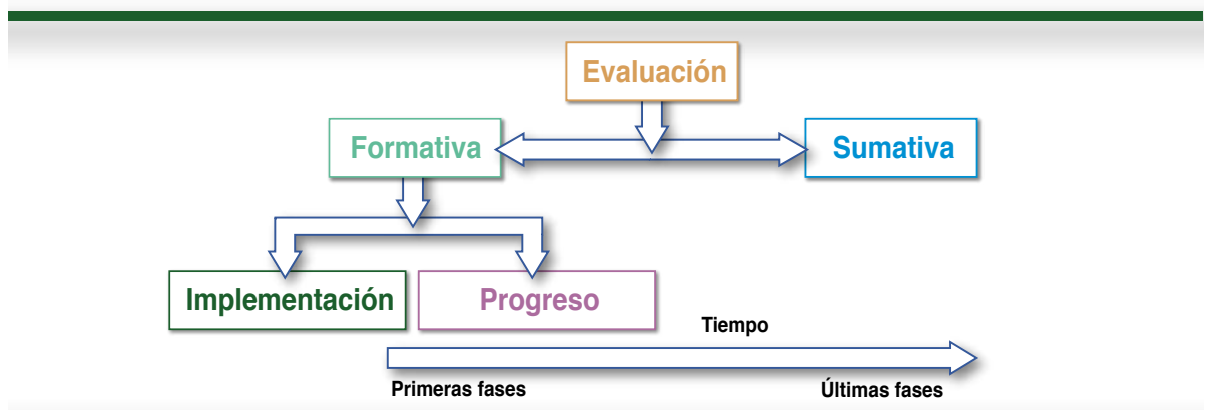 Evaluación
Formativa
Sumativa
Implementación
Progreso
Tiempo
Primeras fases
Últimas fases